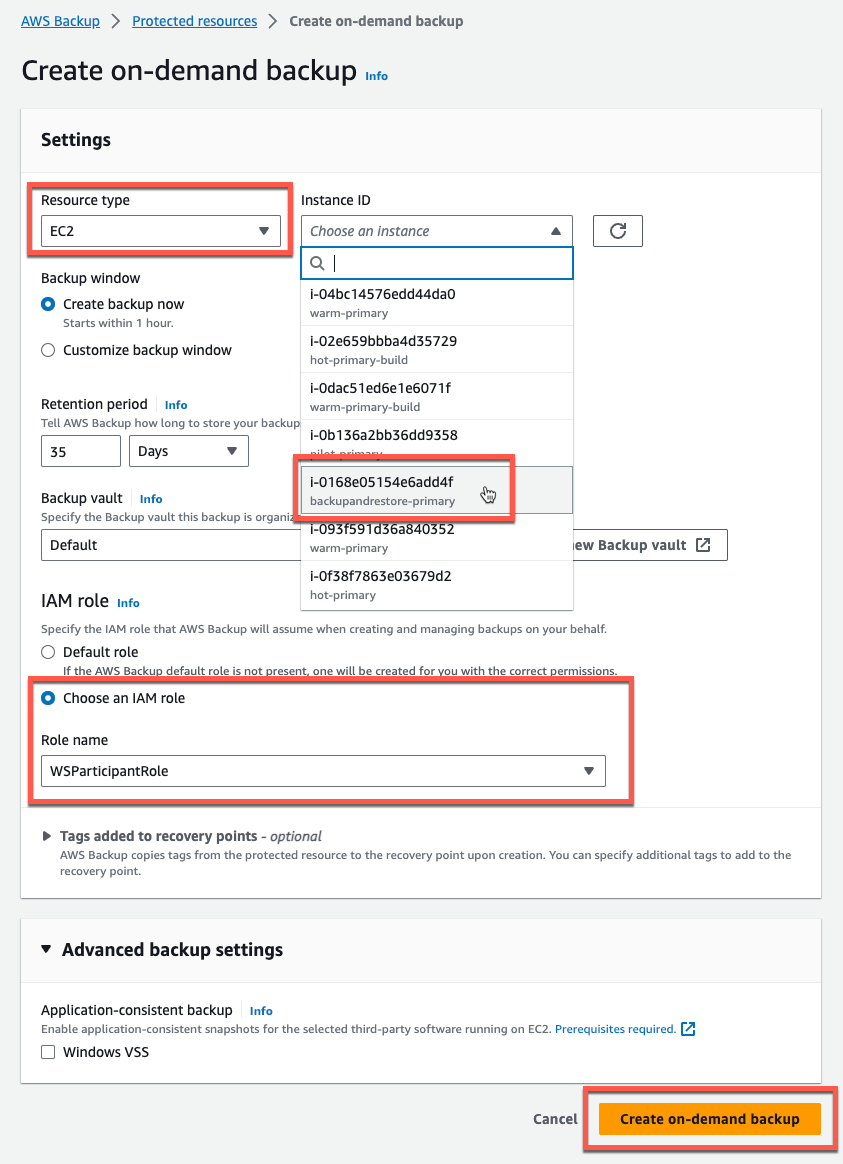 AWS Backup > Protected resources > Create on-demand backup
Create on-demand backup Info
Settings
Resource type
EC2
Instance ID
Choose an instance
i-04bc14576edd44da0
warm-primary
i-02e659bbba4d35729
hot-primary-build
i-0dac51ed6e1e6071f
warm-primary-build
i-0b136a2bb36dd9358
pilot-primary
i-0168e05154e6add4f
backupandrestore-primary
i-093f591d36a840352
warm-primary
i-0f38f7863e03679d2
hot-primary
Backup window
Create backup now
Starts within 1 hour.
Customize backup window
Retention period Info
Tell AWS Backup how long to store your backup
35 Days
Backup vault Info
Specify the Backup vault this backup is
Default
Backup vault
IAM role Info
Specify the IAM role that AWS Backup will assume when creating and managing backups on your behalf.
Default role
If the AWS Backup default role is not present, one will be created for you with the correct permissions.
Choose an IAM role
Role name
WSParticipantRole
Tags added to recovery points - optional
AWS Backup copies tags from the protected resource to the recovery point upon creation. You can specify additional tags to add to the
recovery point.
Advanced backup settings
Application-consistent backup Info
Enable application-consistent snapshots for the selected third-party software running on EC2. Prerequisites required.
Windows VSS
Cancel Create on-demand backup